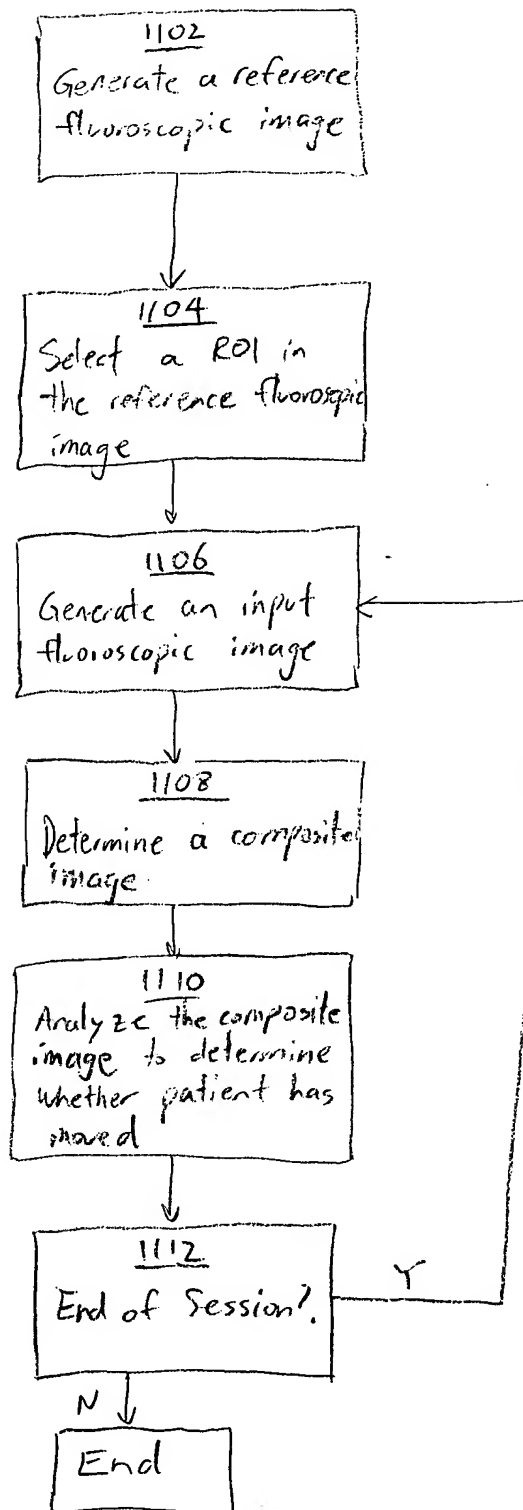 1102
Generate a reference
fluoroscopic image
1104
Select a ROI in
the reference fluorosopic
image
1106
Generate an input
fluoroscopic image
1108
Determine a composite
image.
1110
Analyze the composite
image to determine
whether patient has
moved
1112
End of Session?.
Y
N
End